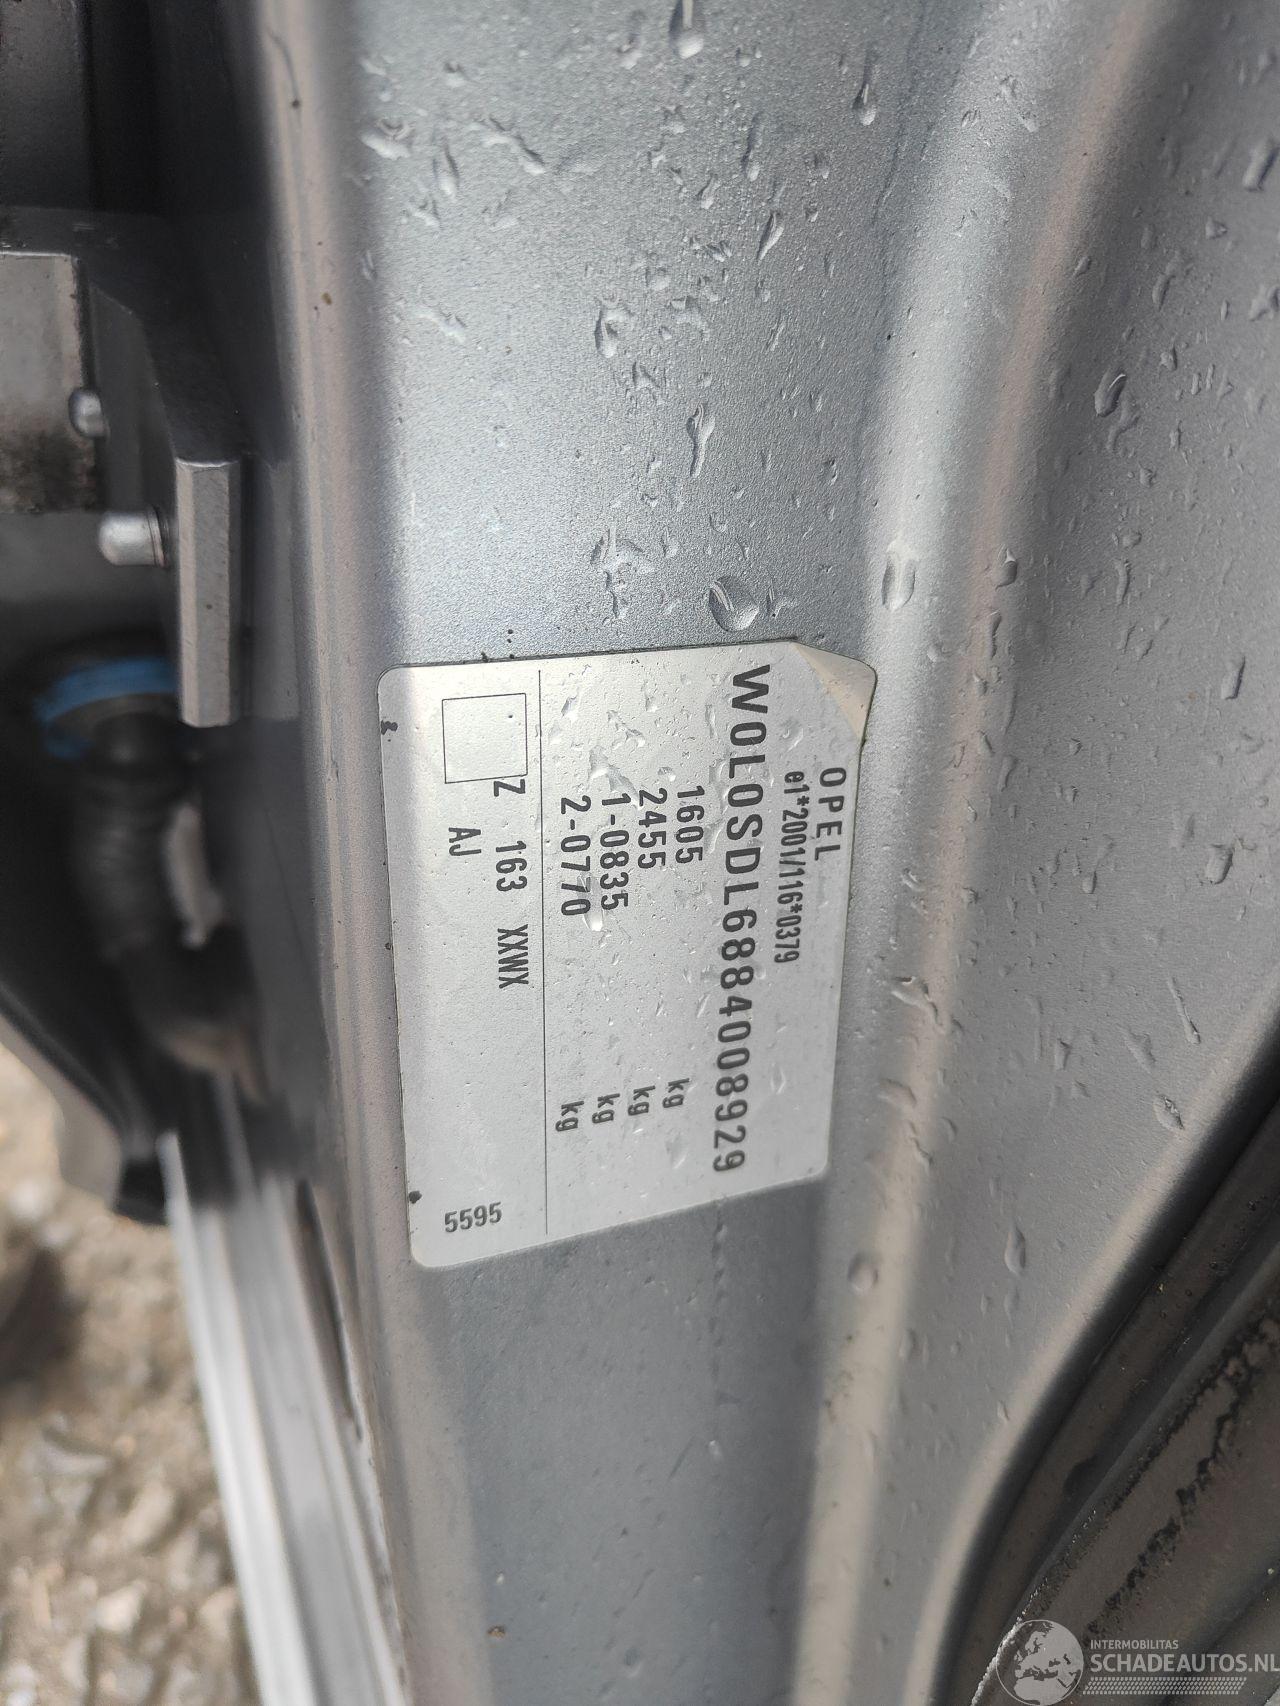 OPEL
e1*2001/116*0379
W0L0SDL6884008929
1605 kg
2455 kg
1-0835 kg
2-0770 kg
Z 163 XXWX
AJ
5595
INTERMOBILITAS
SCHADEAUTOS.NL